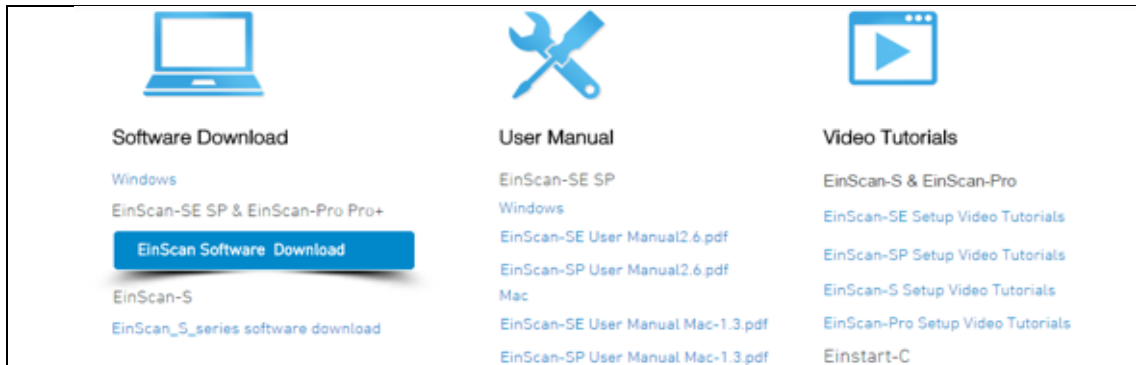 Software Download
Windows
EinScan-SE SP & EinScan-Pro Pro+
EinScan Software Download
EinScan-S
EinScan_S_series software download
User Manual
EinScan-SE SP
Windows
EinScan-SE User Manual2.6.pdf
EinScan-SP User Manual2.6.pdf
Mac
EinScan-SE User Manual Mac-1.3.pdf
EinScan-SP User Manual Mac-1.3.pdf
Video Tutorials
EinScan-S & EinScan-Pro
EinScan-SE Setup Video Tutorials
EinScan-SP Setup Video Tutorials
EinScan-S Setup Video Tutorials
EinScan-Pro Setup Video Tutorials
Einstart-C